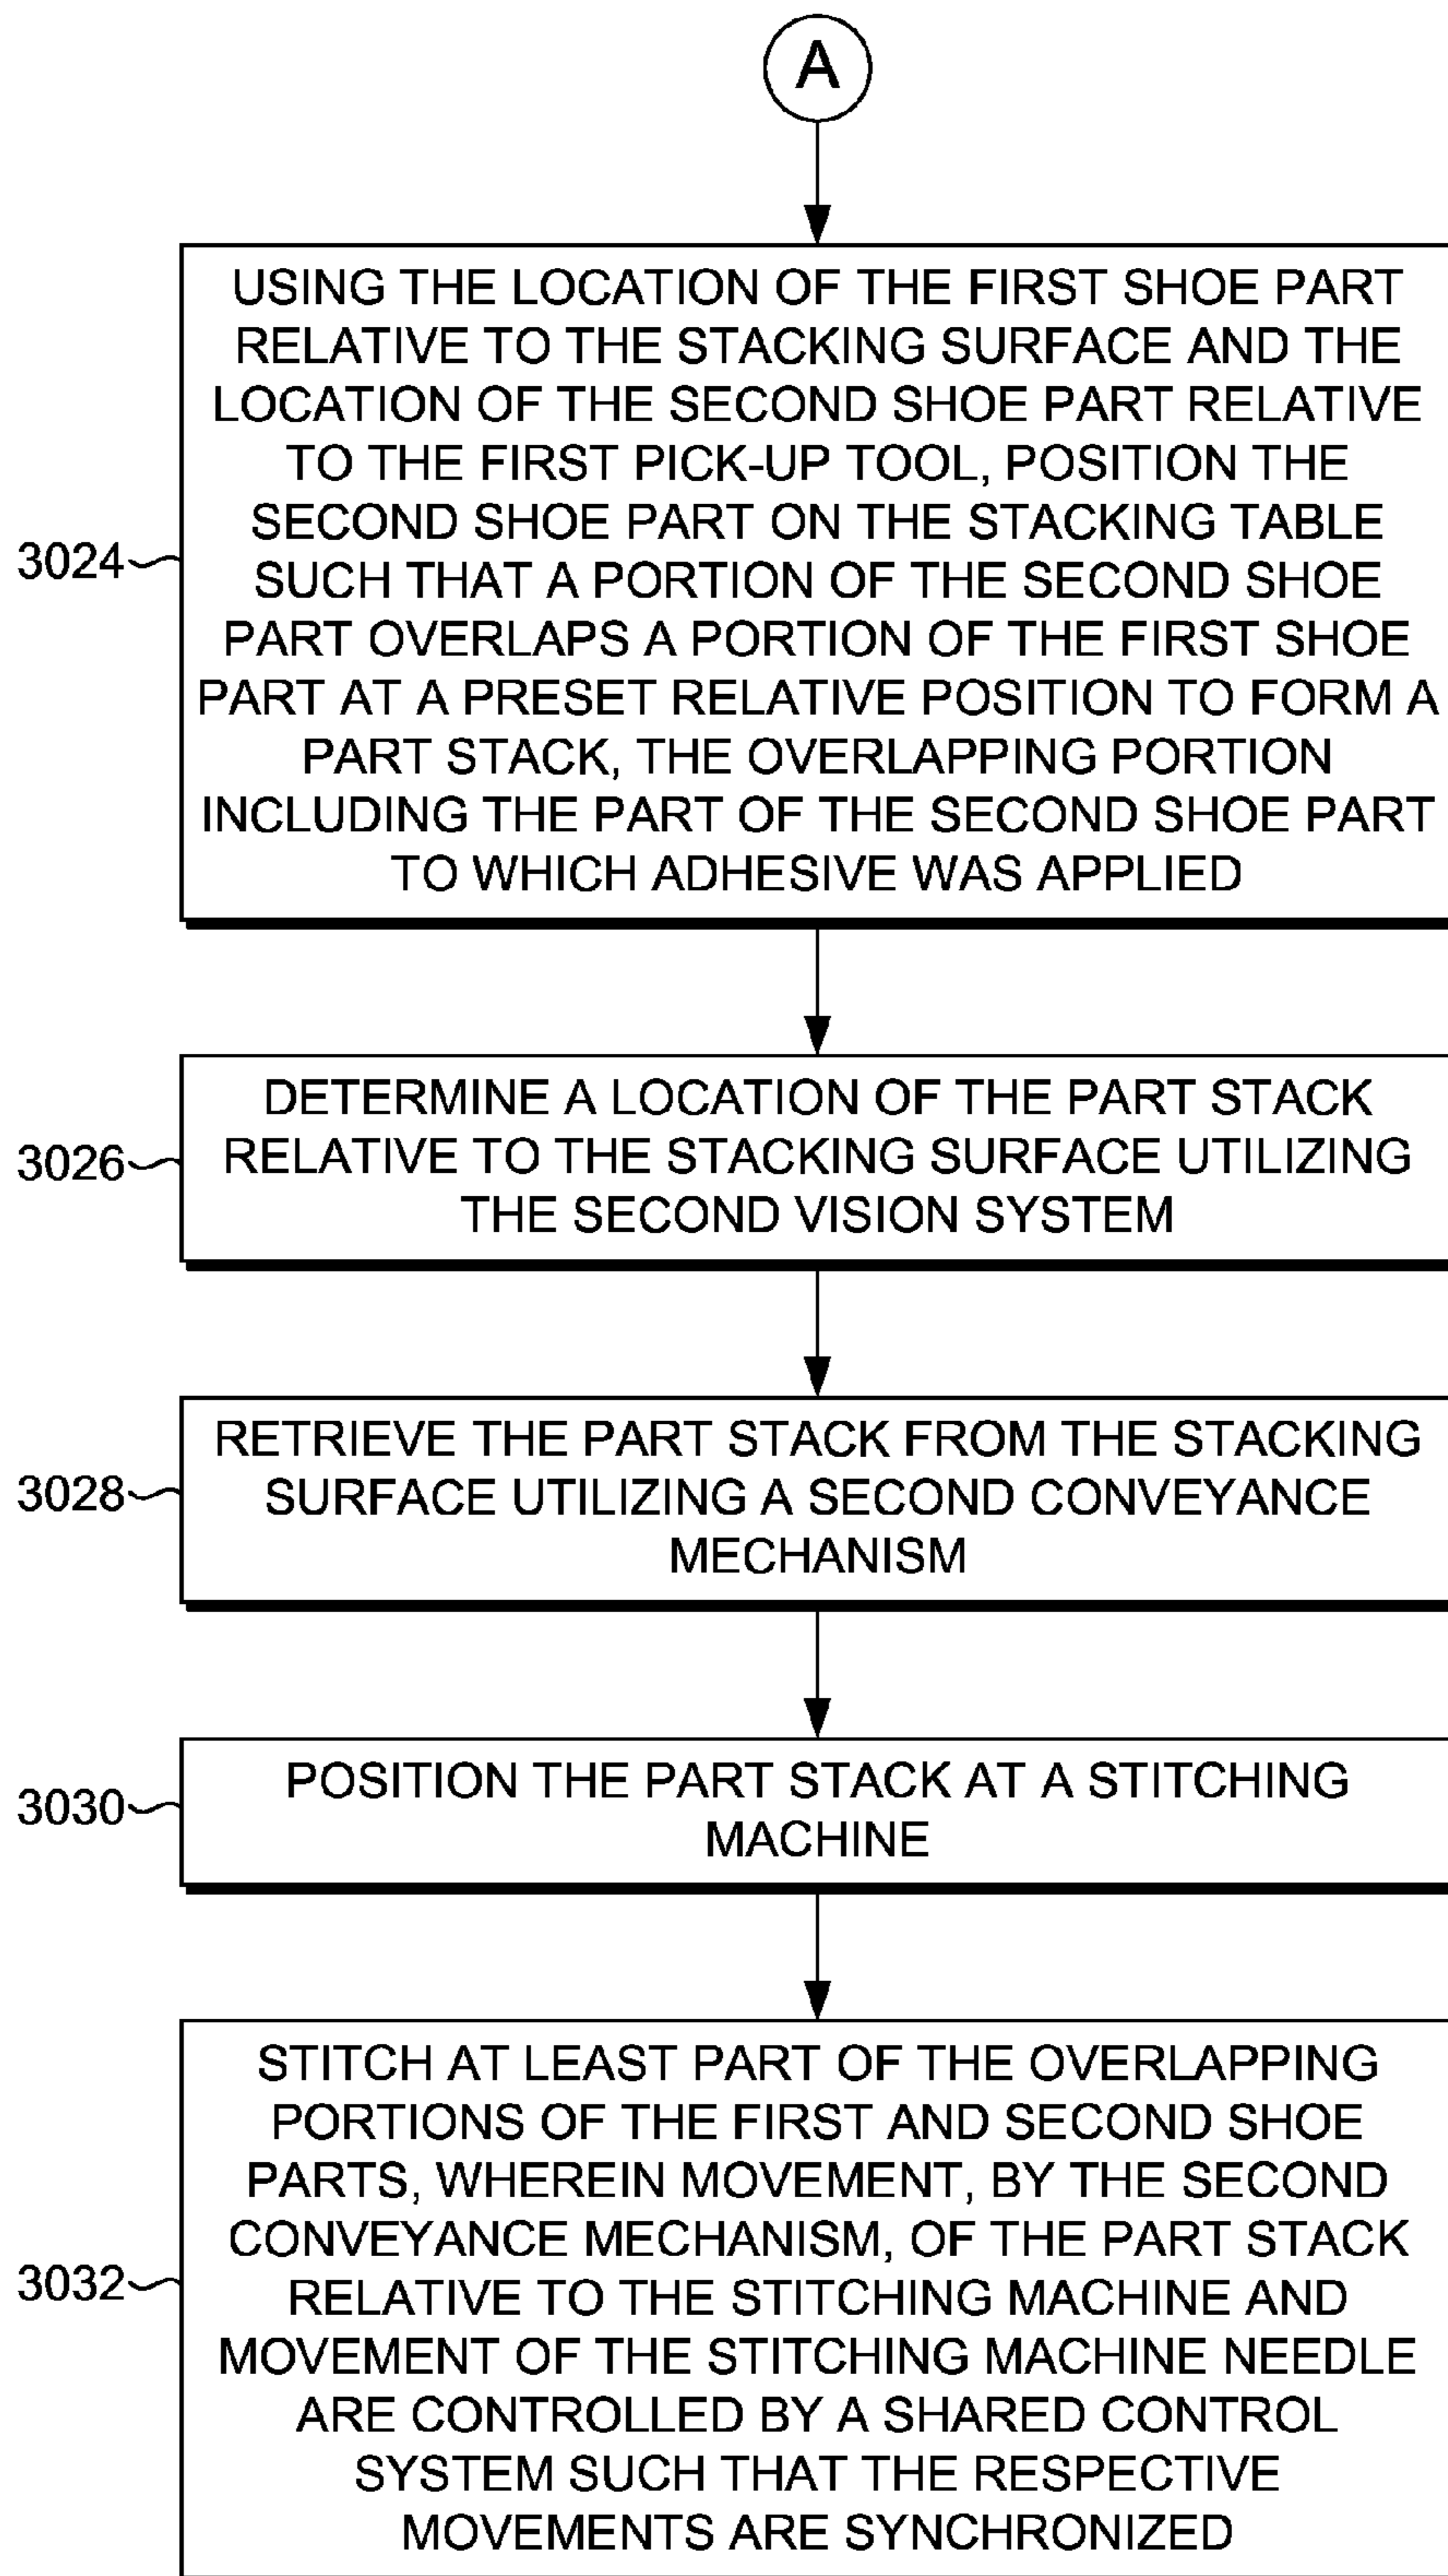 A
USING THE LOCATION OF THE FIRST SHOE PART
RELATIVE TO THE STACKING SURFACE AND THE
LOCATION OF THE SECOND SHOE PART RELATIVE
TO THE FIRST PICK-UP TOOL, POSITION THE
SECOND SHOE PART ON THE STACKING TABLE
SUCH THAT A PORTION OF THE SECOND SHOE
PART OVERLAPS A PORTION OF THE FIRST SHOE
PART AT A PRESET RELATIVE POSITION TO FORM A
PART STACK, THE OVERLAPPING PORTION
INCLUDING THE PART OF THE SECOND SHOE PART
TO WHICH ADHESIVE WAS APPLIED
3024
DETERMINE A LOCATION OF THE PART STACK
RELATIVE TO THE STACKING SURFACE UTILIZING
THE SECOND VISION SYSTEM
3026
RETRIEVE THE PART STACK FROM THE STACKING
SURFACE UTILIZING A SECOND CONVEYANCE
MECHANISM
3028
POSITION THE PART STACK AT A STITCHING
MACHINE
3030
STITCH AT LEAST PART OF THE OVERLAPPING
PORTIONS OF THE FIRST AND SECOND SHOE
PARTS, WHEREIN MOVEMENT, BY THE SECOND
CONVEYANCE MECHANISM, OF THE PART STACK
RELATIVE TO THE STITCHING MACHINE AND
MOVEMENT OF THE STITCHING MACHINE NEEDLE
ARE CONTROLLED BY A SHARED CONTROL
SYSTEM SUCH THAT THE RESPECTIVE
MOVEMENTS ARE SYNCHRONIZED
3032